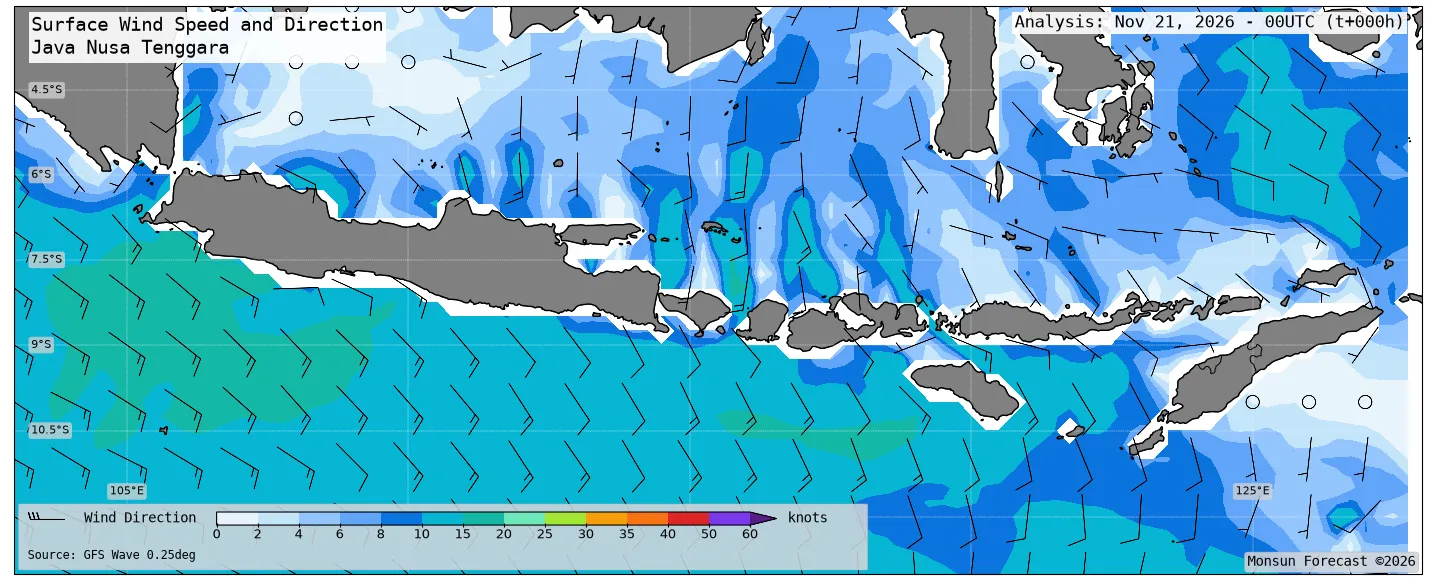 Surface Wind Speed and Direction
Java Nusa Tenggara
Analysis: Nov 21, 2026 - 00UTC (t+000h)
4.5°S
6°S
7.5°S
9°S
10.5°S
105°E
125°E
Wind Direction
0 2 4 6 8 10 15 20 25 30 35 40 50 60
knots
Source: GFS Wave 0.25deg
Monsun Forecast ©2026